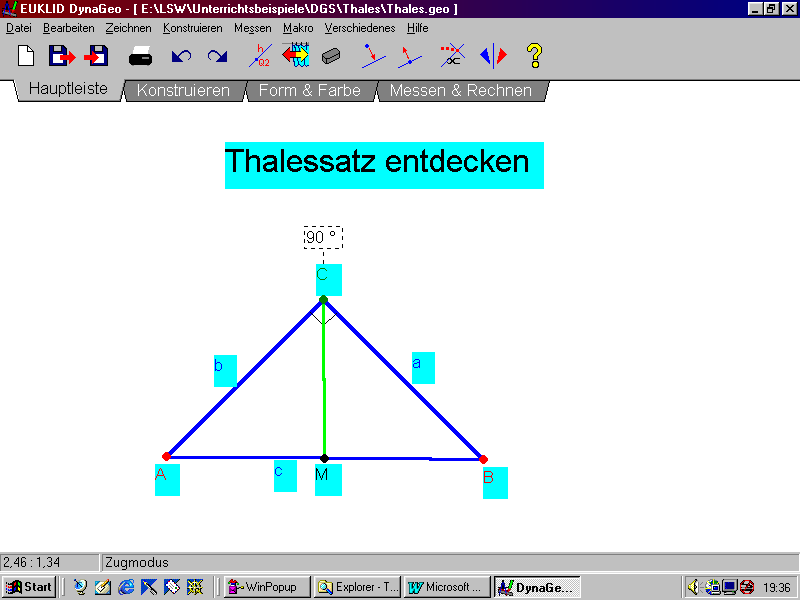 EUKLID DynaGeo - [ E:\LSW\Unterrichtsbeispiele\DGS\Thales\Thales.geo ]
Datei Bearbeiten Zeichnen Konstruieren Messen Makro Verschiedenes Hilfe
Hauptleiste Konstruieren Form & Farbe Messen & Rechnen
Thalessatz entdecken
90 °
C
b
a
A
c
M
B
2,46 : 1,34 Zugmodus
Start WinPopup Explorer - T... Microsoft ... DynaGe... 19:36